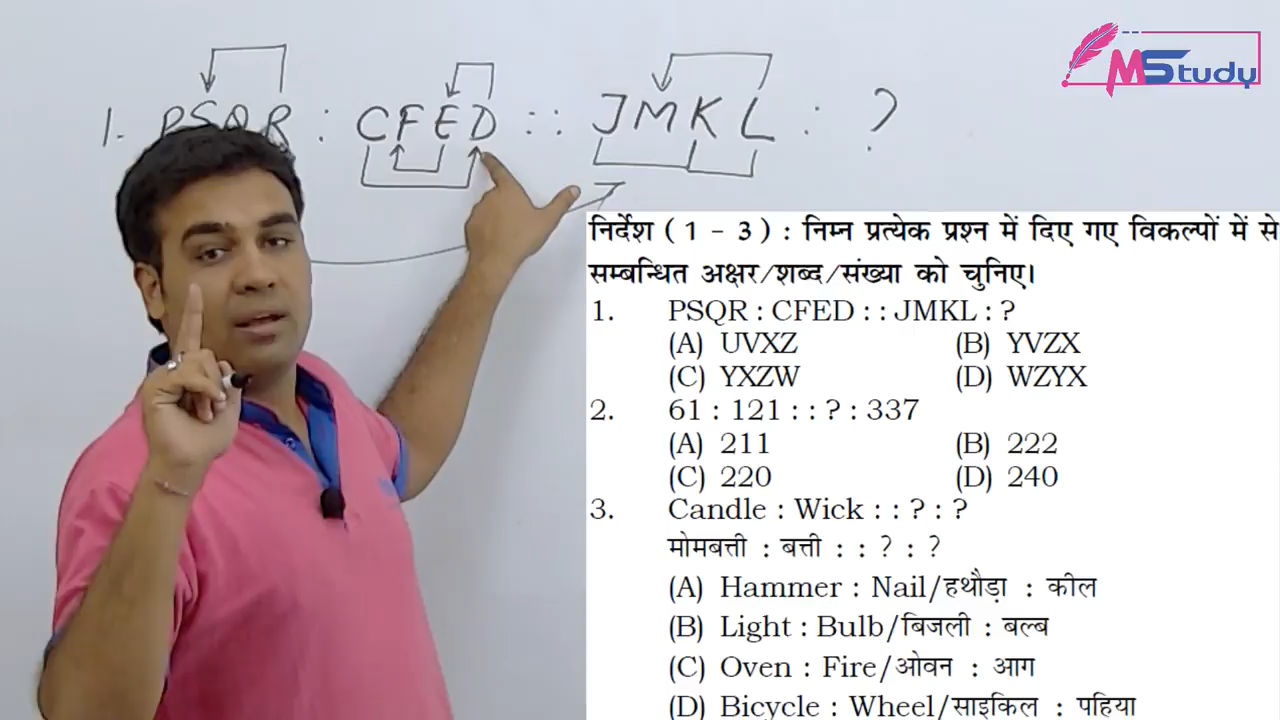 MStudy
1. PSQR : CFED :: JMKL : ?
निर्देश ( 1 - 3 ) : निम्न प्रत्येक प्रश्न में दिए गए विकल्पों में से
सम्बन्धित अक्षर/शब्द/संख्या को चुनिए।
1. PSQR : CFED : : JMKL : ?
(A) UVXZ (B) YVZX
(C) YXZW (D) WZYX
2. 61 : 121 : : ? : 337
(A) 211 (B) 222
(C) 220 (D) 240
3. Candle : Wick : : ? : ?
मोमबत्ती : बत्ती : : ? : ?
(A) Hammer : Nail/हथौड़ा : कील
(B) Light : Bulb/बिजली : बल्ब
(C) Oven : Fire/ओवन : आग
(D) Bicycle : Wheel/साइकिल : पहिया